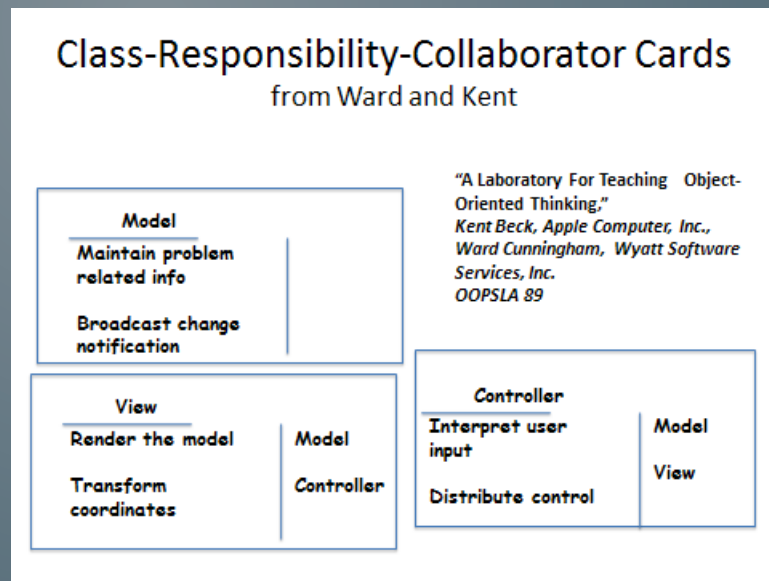 Class-Responsibility-Collaborator Cards
from Ward and Kent
"A Laboratory For Teaching Object-
Oriented Thinking,"
Kent Beck, Apple Computer, Inc.,
Ward Cunningham, Wyatt Software
Services, Inc.
OOPSLA 89
Model
Maintain problem
related info
Broadcast change
notification
View
Render the model
Transform
coordinates
Model
Controller
Controller
Interpret user
input
Distribute control
Model
View